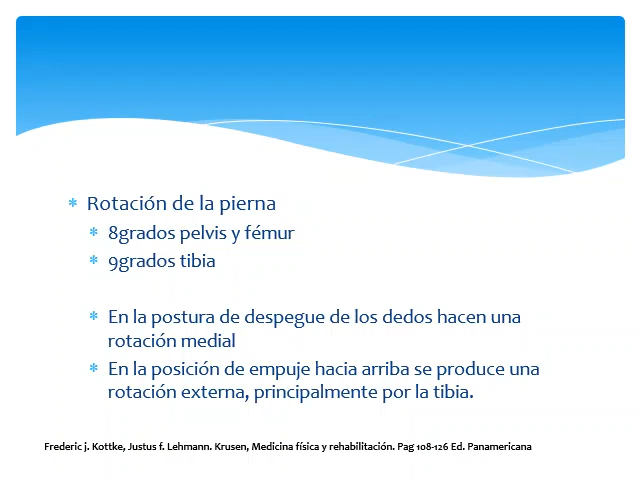 Rotación de la pierna
8grados pelvis y fémur
9grados tibia
En la postura de despegue de los dedos hacen una
rotación medial
En la posición de empuje hacia arriba se produce una
rotación externa, principalmente por la tibia.
Frederic j. Kottke, Justus f. Lehmann. Krusen, Medicina física y rehabilitación. Pag 108-126 Ed. Panamericana